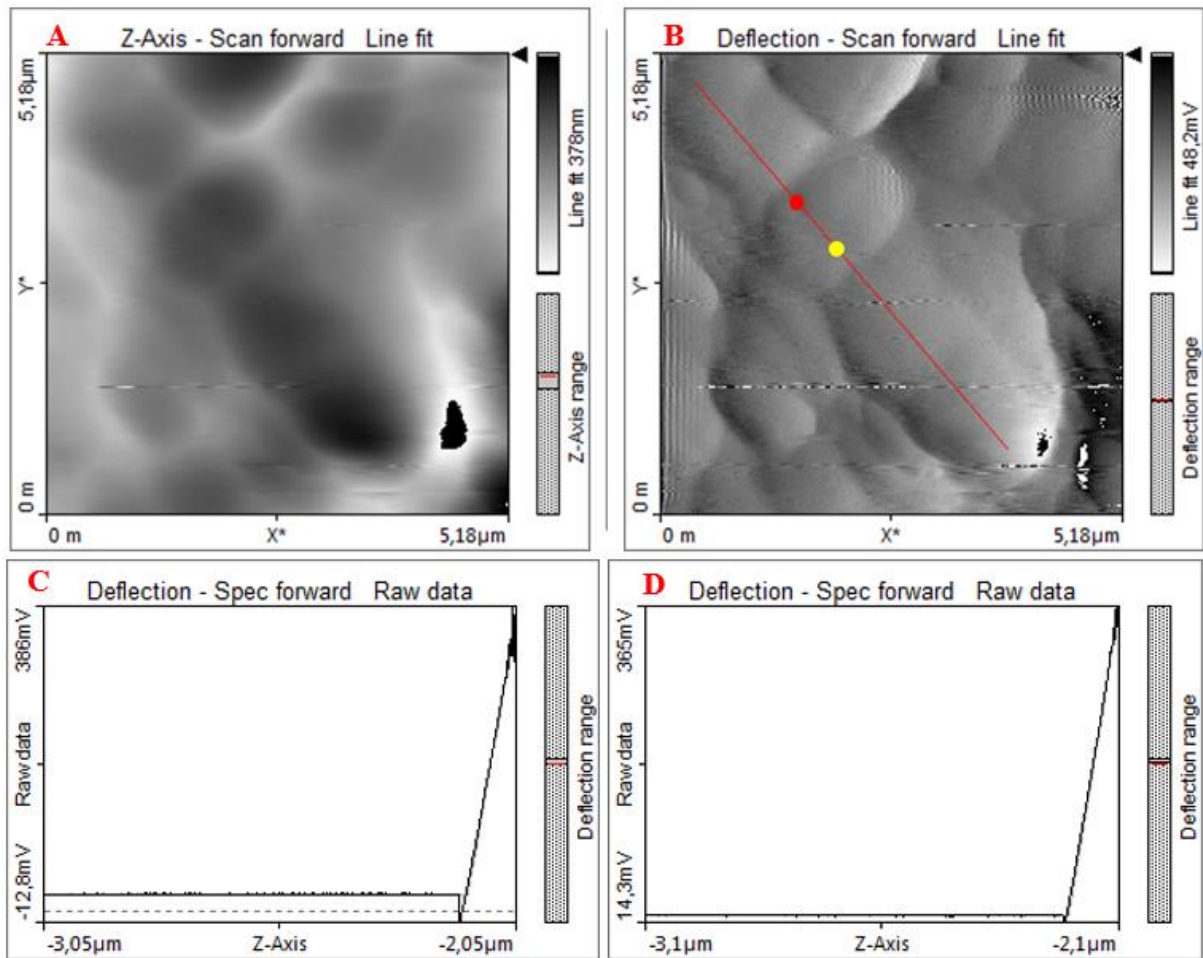 A
Z-Axis - Scan forward Line fit
5,18µm
Y*
0 m
0 m
X*
5,18µm
Line fit 378nm
Z-Axis range
B
Deflection - Scan forward Line fit
5,18µm
Y*
0 m
0 m
X*
5,18µm
Line fit 48,2mV
Deflection range
C
Deflection - Spec forward Raw data
386mV
Raw data
-12,8mV
-3,05µm
Z-Axis
-2,05µm
Deflection range
D
Deflection - Spec forward Raw data
365mV
Raw data
14,3mV
-3,1µm
Z-Axis
-2,1µm
Deflection range